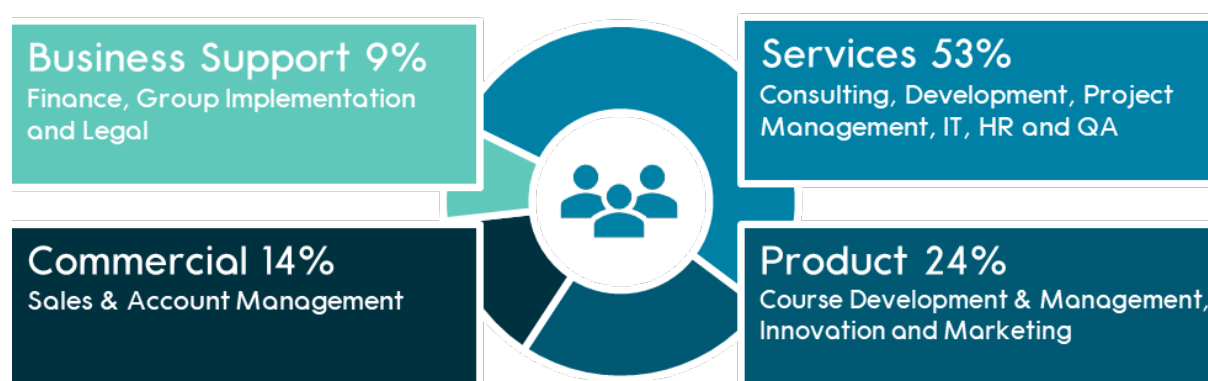 Business Support 9%
Finance, Group Implementation
and Legal
Services 53%
Consulting, Development, Project
Management, IT, HR and QA
Commercial 14%
Sales & Account Management
Product 24%
Course Development & Management,
Innovation and Marketing